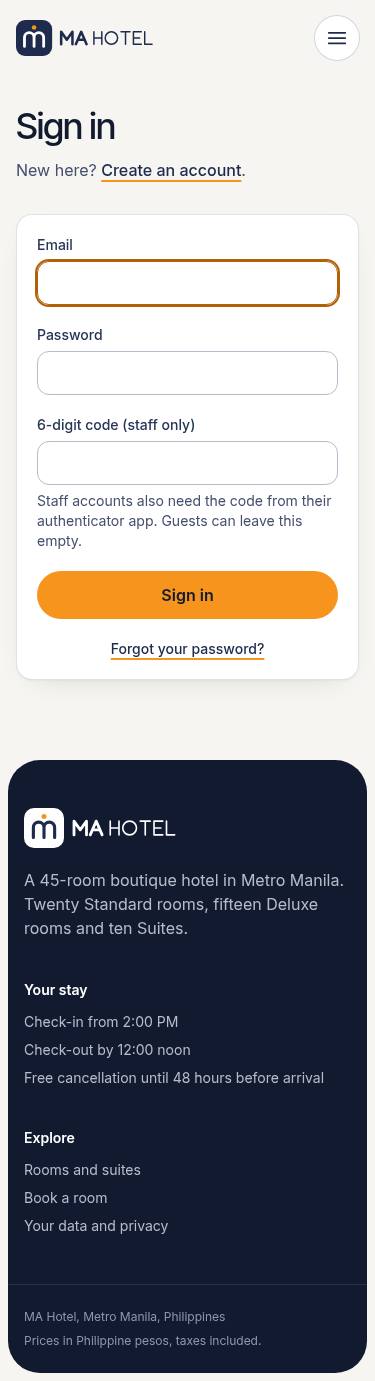 MA HOTEL
Sign in
New here? Create an account.
Email
Password
6-digit code (staff only)
Staff accounts also need the code from their
authenticator app. Guests can leave this
empty.
Sign in
Forgot your password?
MA HOTEL
A 45-room boutique hotel in Metro Manila.
Twenty Standard rooms, fifteen Deluxe
rooms and ten Suites.
Your stay
Check-in from 2:00 PM
Check-out by 12:00 noon
Free cancellation until 48 hours before arrival
Explore
Rooms and suites
Book a room
Your data and privacy
MA Hotel, Metro Manila, Philippines
Prices in Philippine pesos, taxes included.